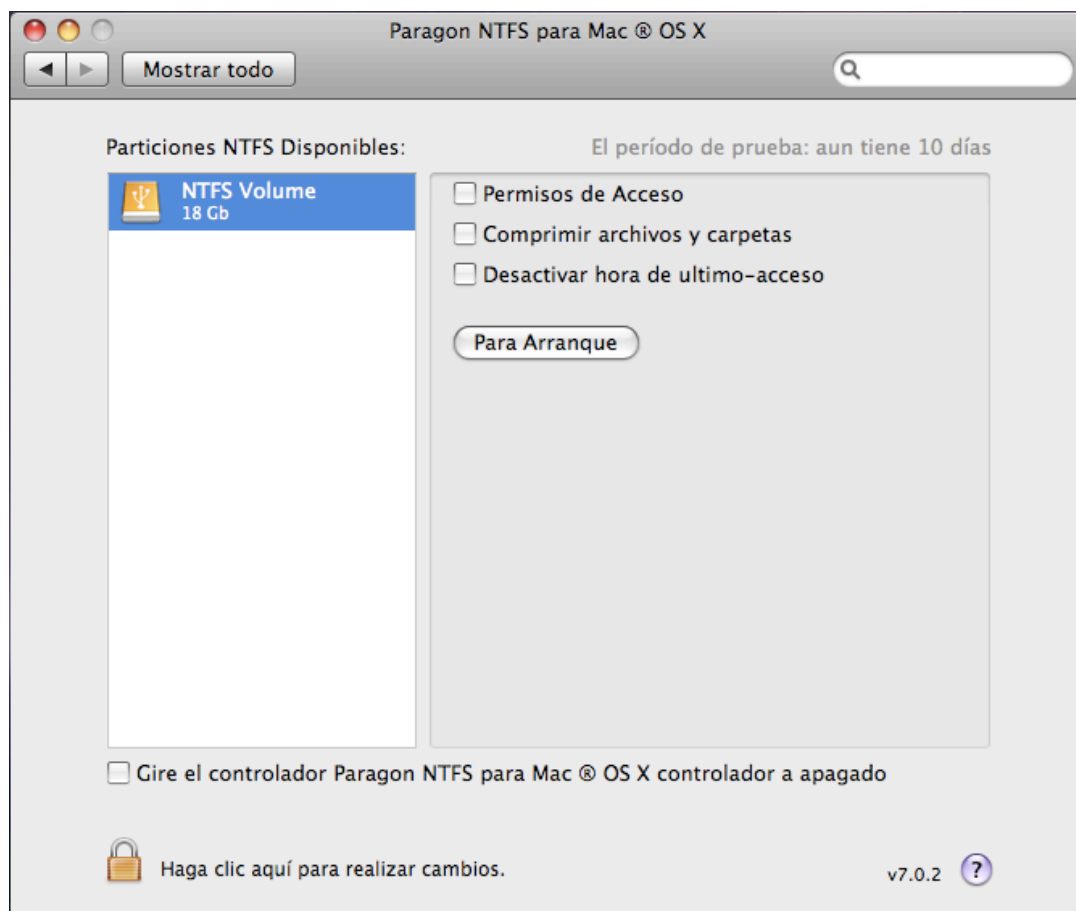 Paragon NTFS para Mac ® OS X
Mostrar todo
Particiones NTFS Disponibles:
El período de prueba: aun tiene 10 días
NTFS Volume
18 Gb
Permisos de Acceso
Comprimir archivos y carpetas
Desactivar hora de ultimo-acceso
Para Arranque
Gire el controlador Paragon NTFS para Mac ® OS X controlador a apagado
Haga clic aquí para realizar cambios.
v7.0.2
?